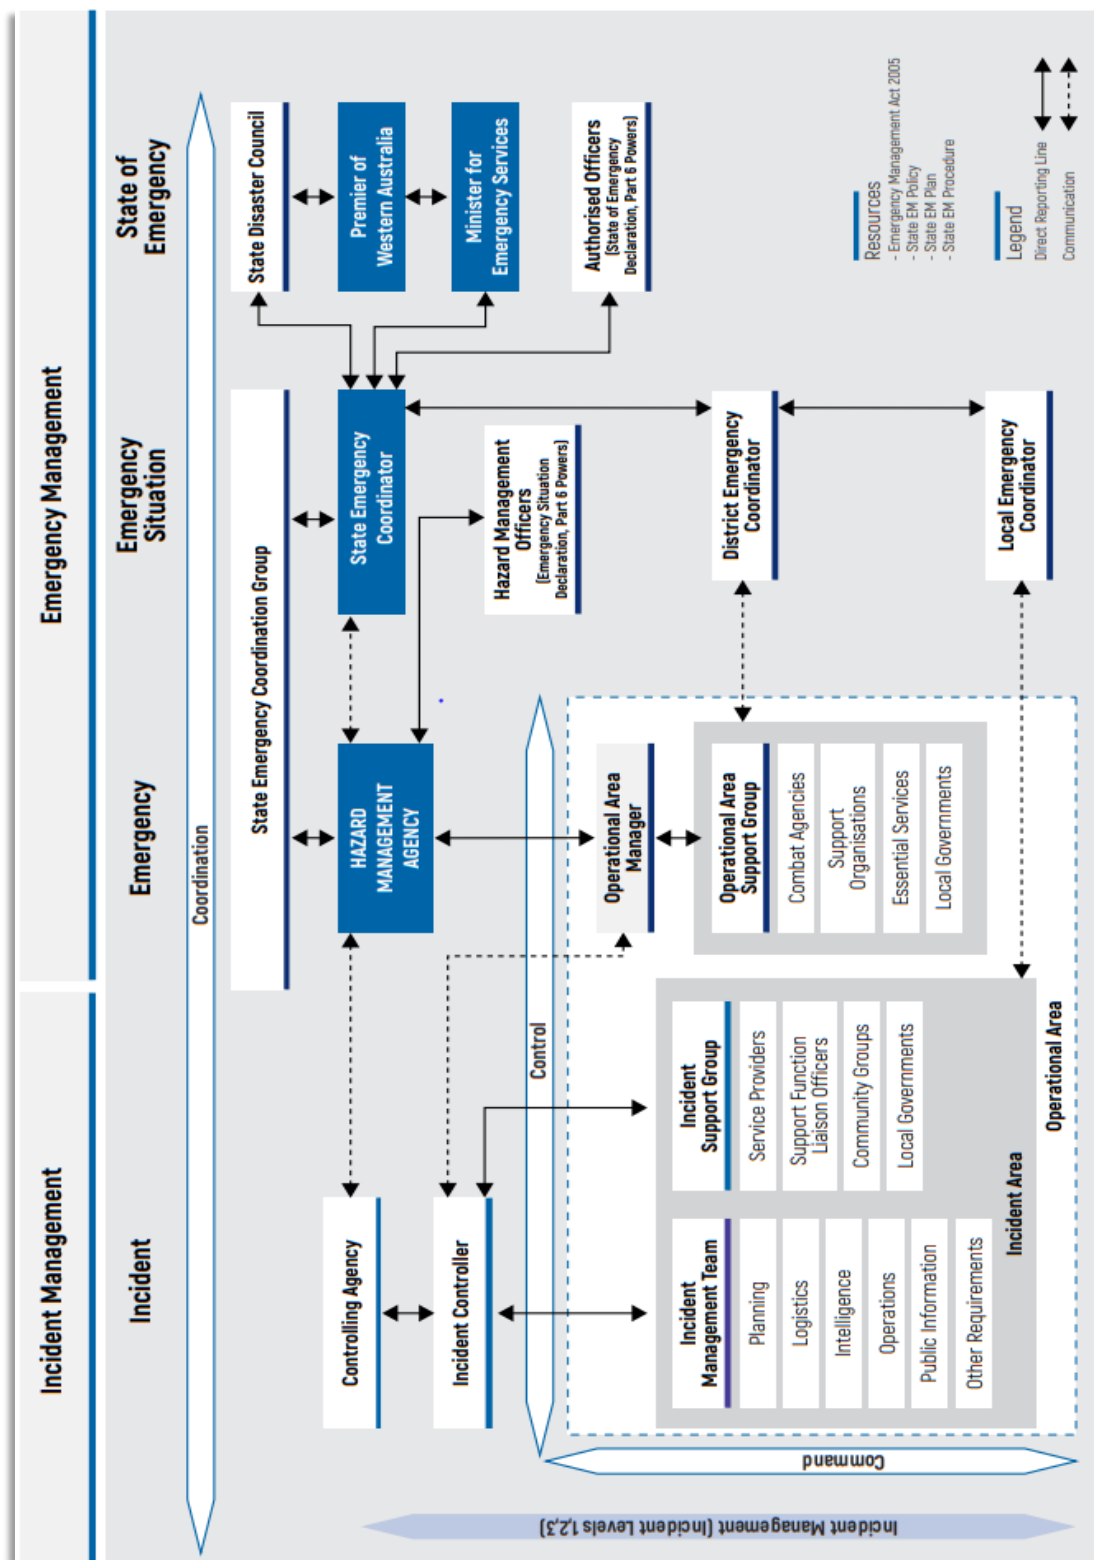 Incident Management
Emergency Management
Incident
Emergency
Emergency
Situation
State of
Emergency
Coordination
State Emergency Coordination Group
State Disaster Council
Controlling Agency
HAZARD
MANAGEMENT
AGENCY
State Emergency
Coordinator
Premier of
Western Australia
Incident Controller
Minister for
Emergency Services
Hazard Management
Officers
(Emergency Situation
Declaration, Part 6 Powers)
Authorised Officers
(State of Emergency
Declaration, Part 6 Powers)
Control
Operational Area
Manager
Incident
Management Team
Planning
Logistics
Intelligence
Operations
Public Information
Other Requirements
Incident
Support Group
Service Providers
Support Function
Liaison Officers
Community Groups
Local Governments
Incident Area
Operational Area
Support Group
Combat Agencies
Support
Organisations
Essential Services
Local Governments
Operational Area
District Emergency
Coordinator
Local Emergency
Coordinator
Command
Incident Management (Incident Levels 1,2,3)
Resources
- Emergency Management Act 2005
- State EM Policy
- State EM Plan
- State EM Procedure
Legend
Direct Reporting Line
Communication